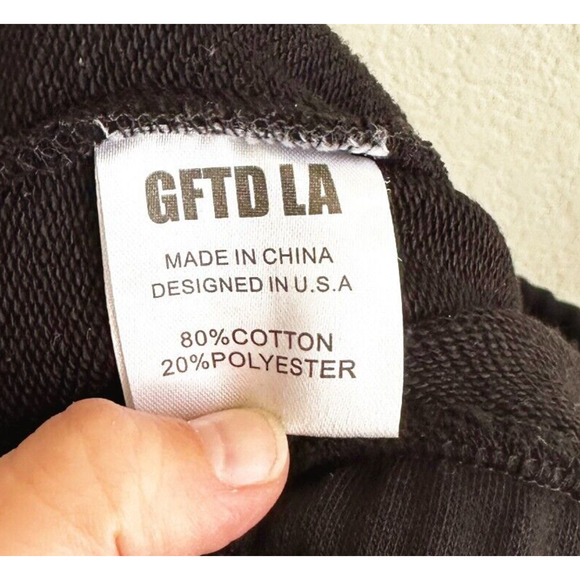 GFTD LA
MADE IN CHINA
DESIGNED IN U.S.A
80%COTTON
20%POLYESTER